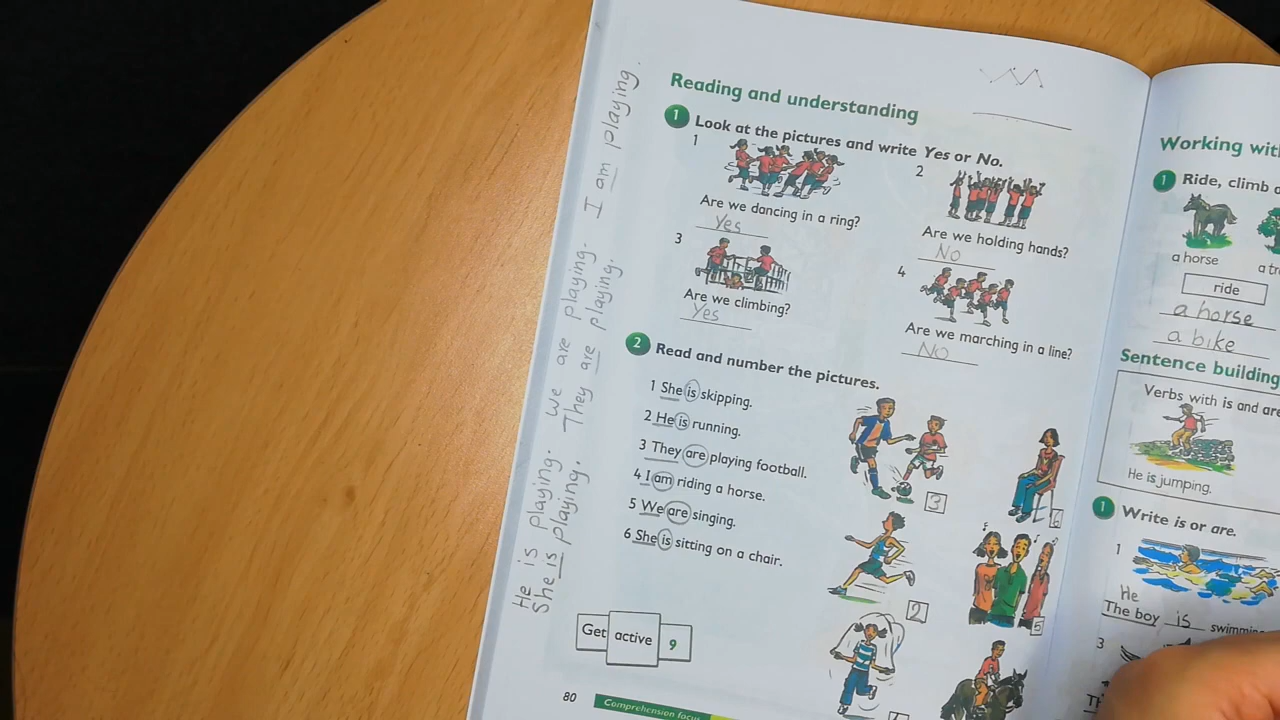 Reading and understanding
1 Look at the pictures and write Yes or No.
1
2
Are we dancing in a ring?
Yes
Are we holding hands?
No
3
4
Are we climbing?
Yes
Are we marching in a line?
No
2 Read and number the pictures.
1 She is skipping.
2 He is running.
3 They are playing football.
4 I am riding a horse.
5 We are singing.
6 She is sitting on a chair.
3
6
2
5
Get active 9
80
Comprehension focus
He is playing. We are playing. I am playing.
She is playing. They are playing.
Working
1 Ride, climb
a horse
a
ride
a horse
a bike
Sentence building
Verbs with is and are
He is jumping.
1 Write is or are.
1
He
The boy is
3